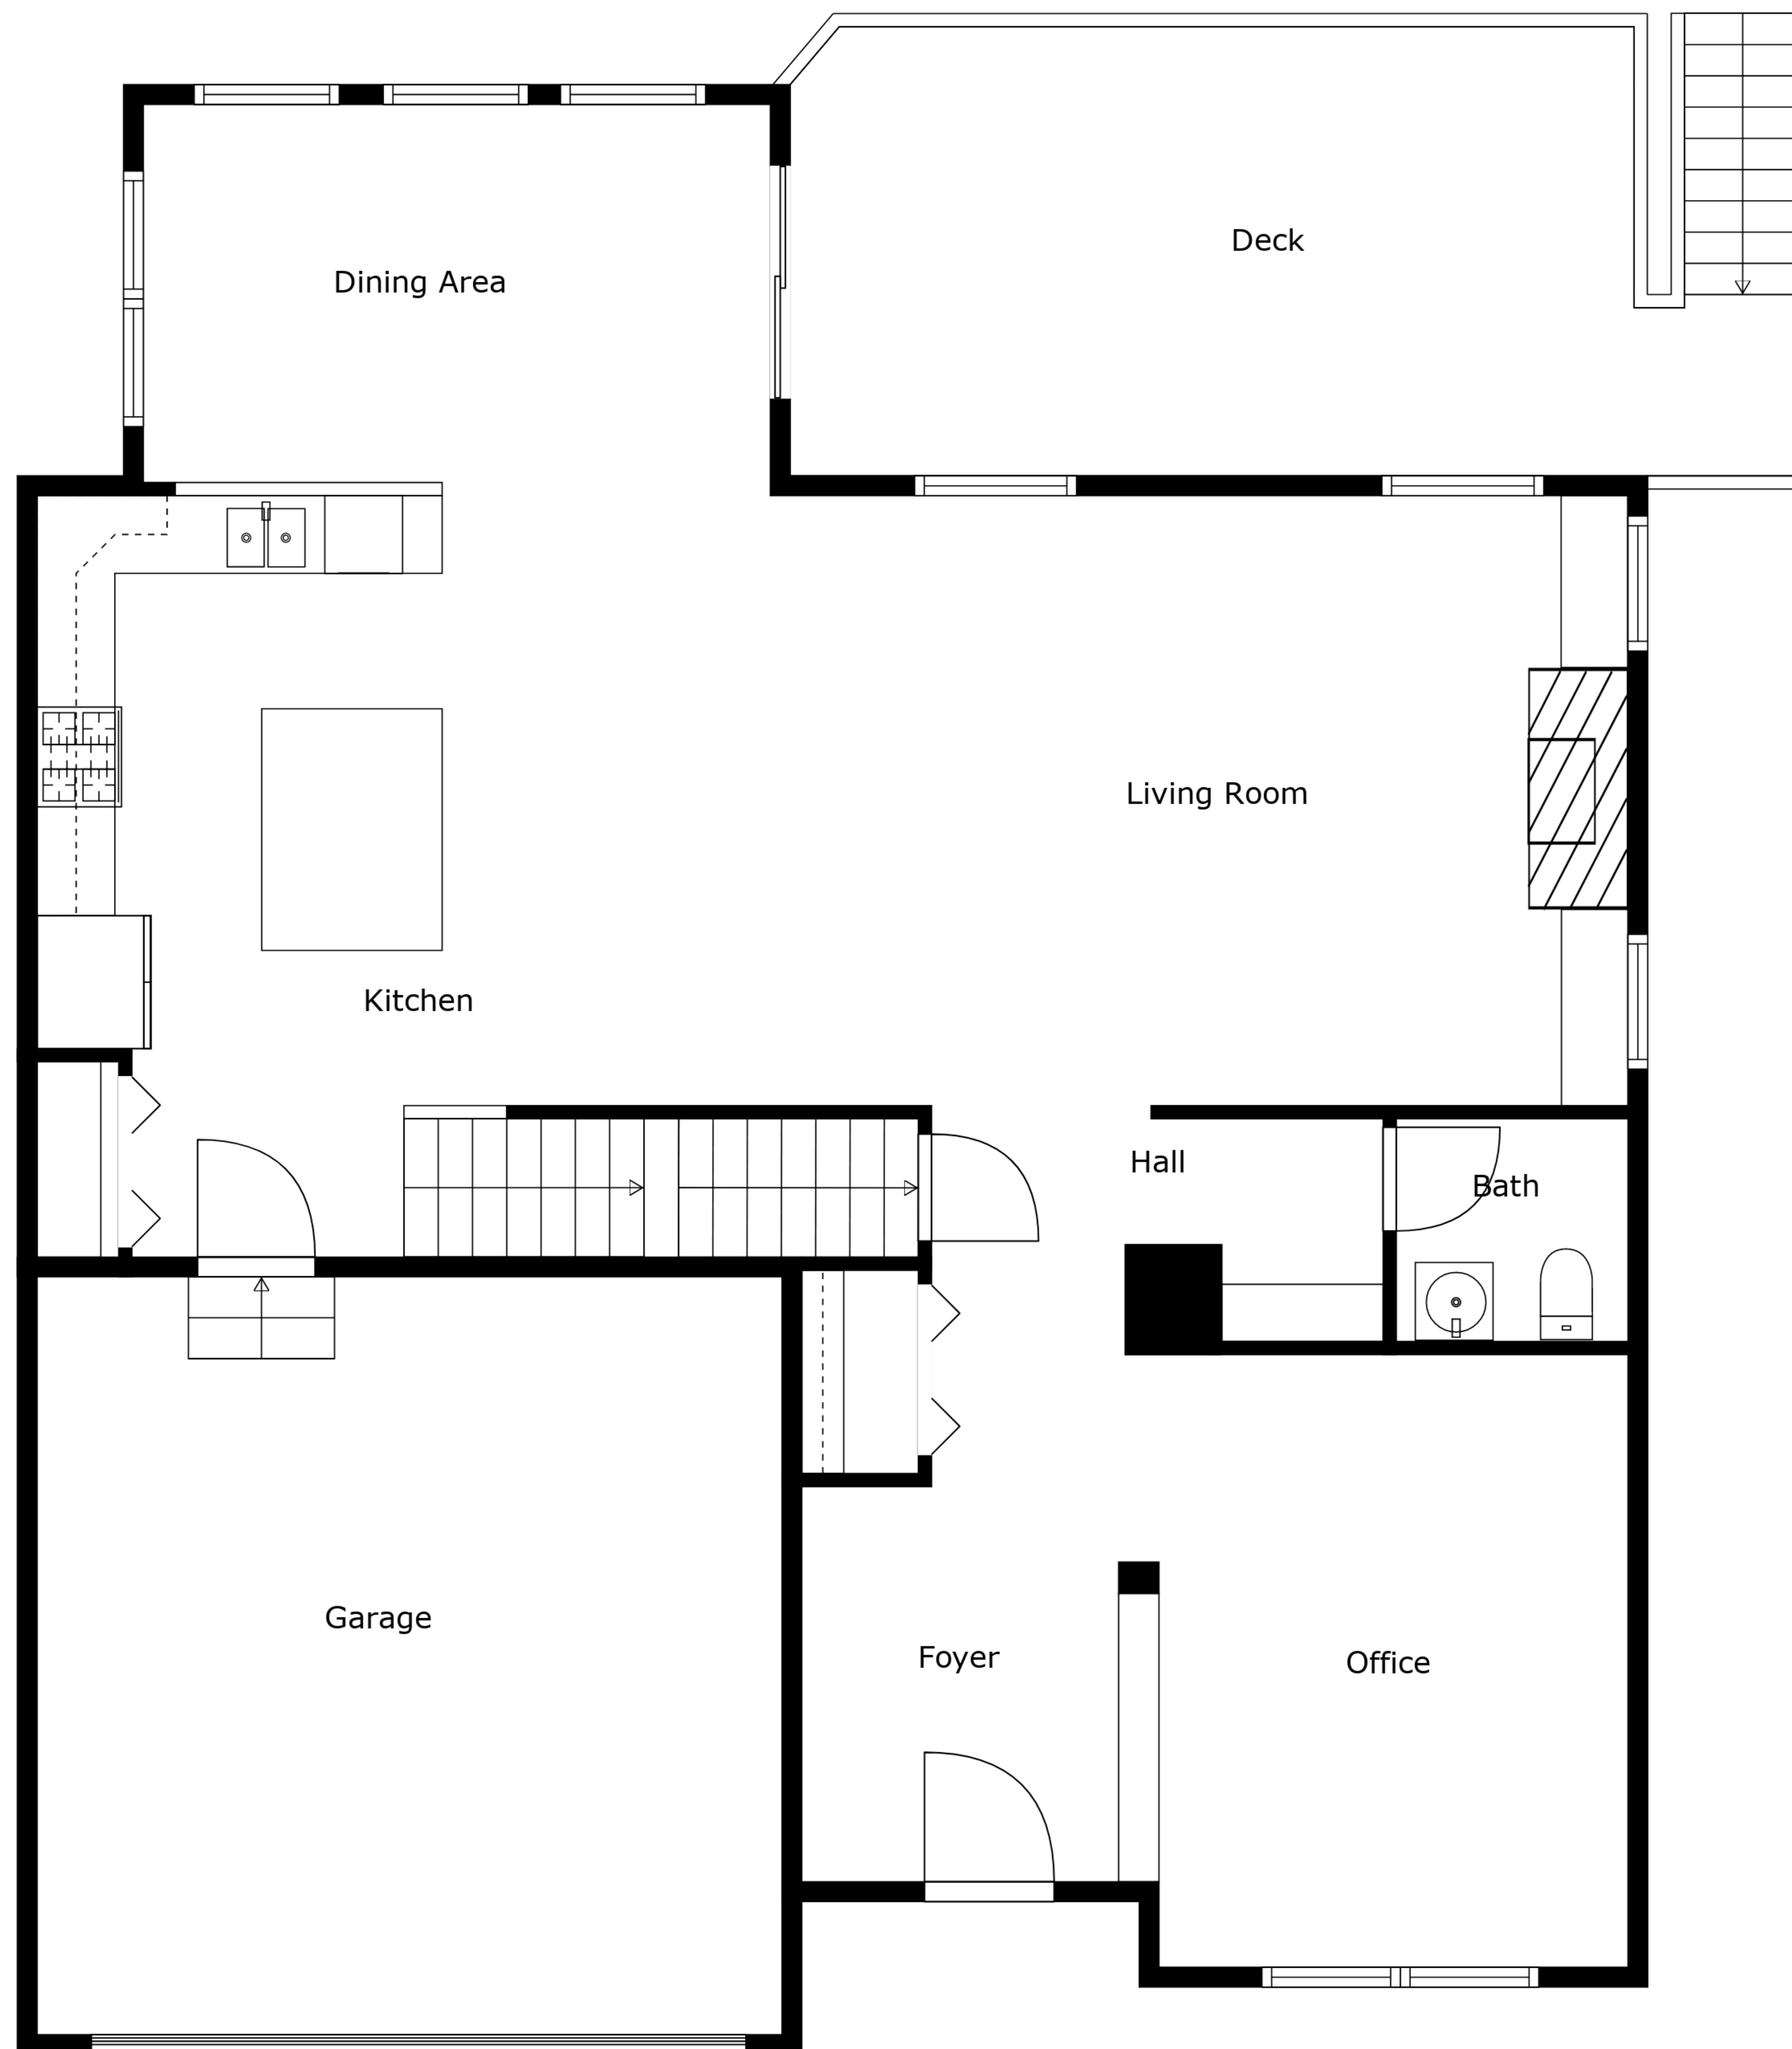 Deck
Dining Area
Living Room
Kitchen
Hall
Bath
Garage
Foyer
Office